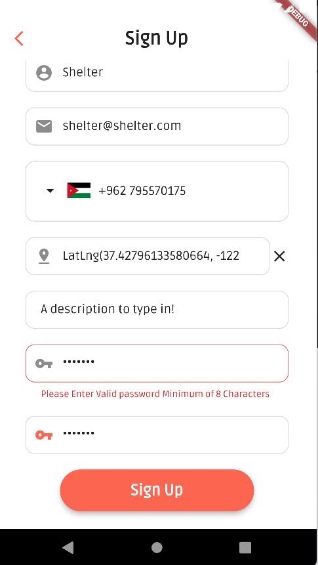 DEBUG
Sign Up
Shelter
shelter@shelter.com
+962 795570175
LatLng(37.42796133580664, -122
A description to type in!
•••••••
Please Enter Valid password Minimum of 8 Characters
•••••••
Sign Up